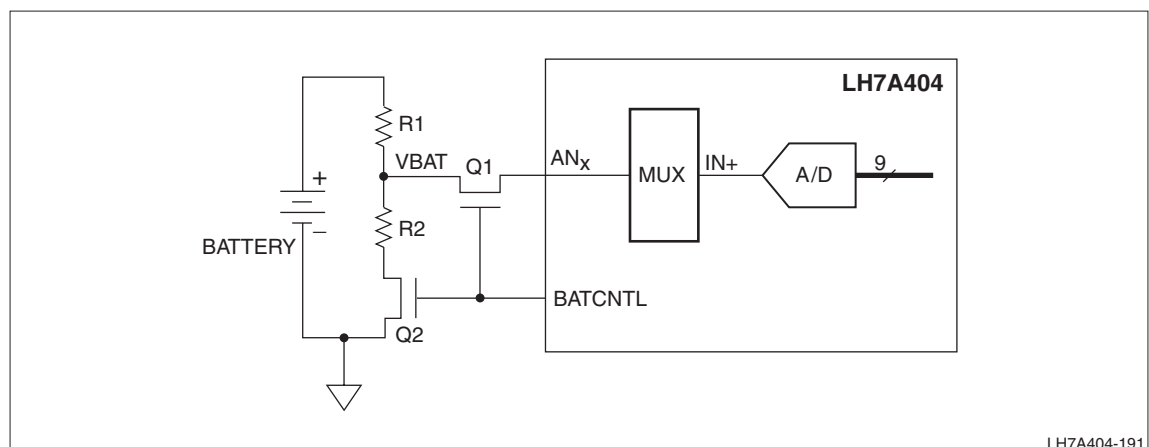 LH7A404
R1
VBAT
Q1
ANx
MUX
IN+
A/D
9
+
R2
–
BATTERY
BATCNTL
Q2
LH7A404-191